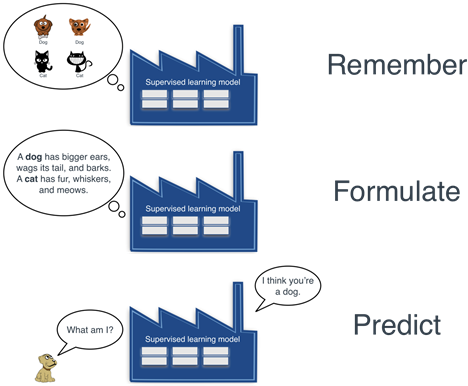 Dog Dog
Cat Cat
Supervised learning model
Remember
A dog has bigger ears,
wags its tail, and barks.
A cat has fur, whiskers,
and meows.
Supervised learning model
Formulate
I think you're
a dog.
What am I?
Supervised learning model
Predict